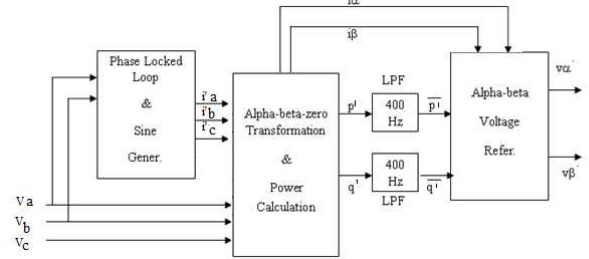 iα
iβ
Phase Locked
Loop
&
Sine
Gener.
i'a
i'b
i'c
Alpha-beta-zero
Transformation
&
Power
Calculation
p'
q'
LPF
400
Hz
400
Hz
LPF
p'
q'
Alpha-beta
Voltage
Refer.
vα'
vβ'
Va
Vb
Vc